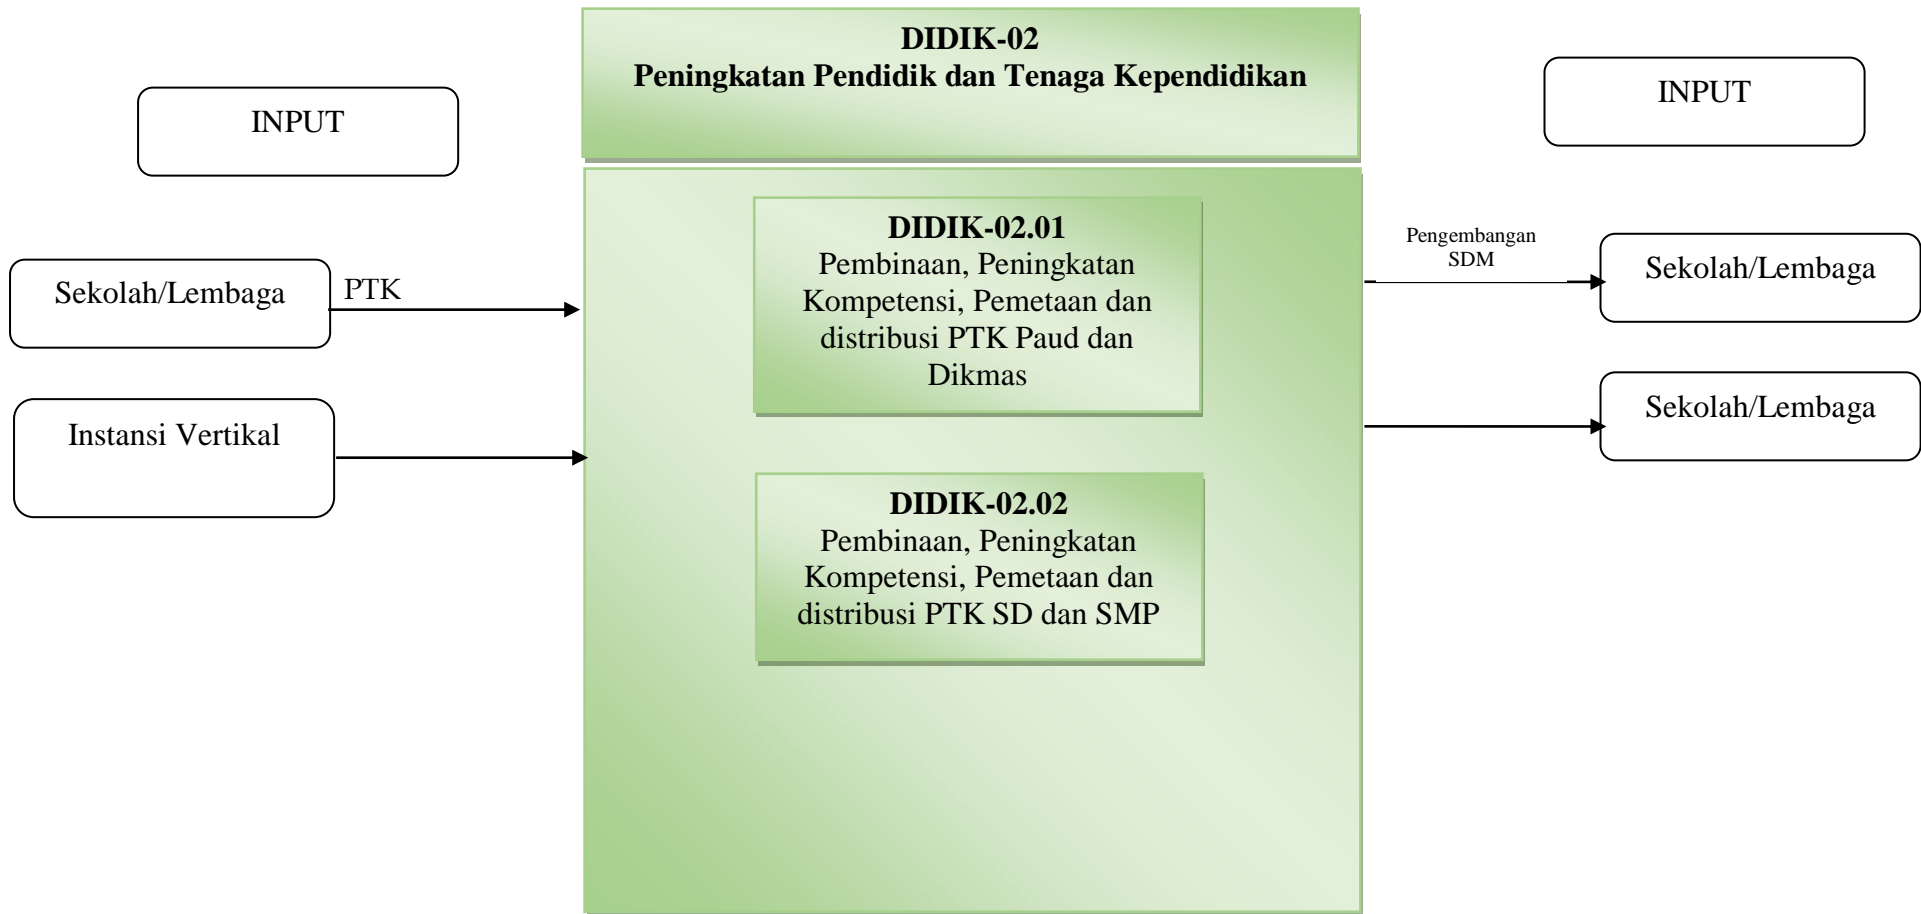 DIDIK-02
Peningkatan Pendidik dan Tenaga Kependidikan
INPUT
INPUT
Sekolah/Lembaga
PTK
Instansi Vertikal
DIDIK-02.01
Pembinaan, Peningkatan
Kompetensi, Pemetaan dan
distribusi PTK Paud dan
Dikmas
DIDIK-02.02
Pembinaan, Peningkatan
Kompetensi, Pemetaan dan
distribusi PTK SD dan SMP
Pengembangan
SDM
Sekolah/Lembaga
Sekolah/Lembaga